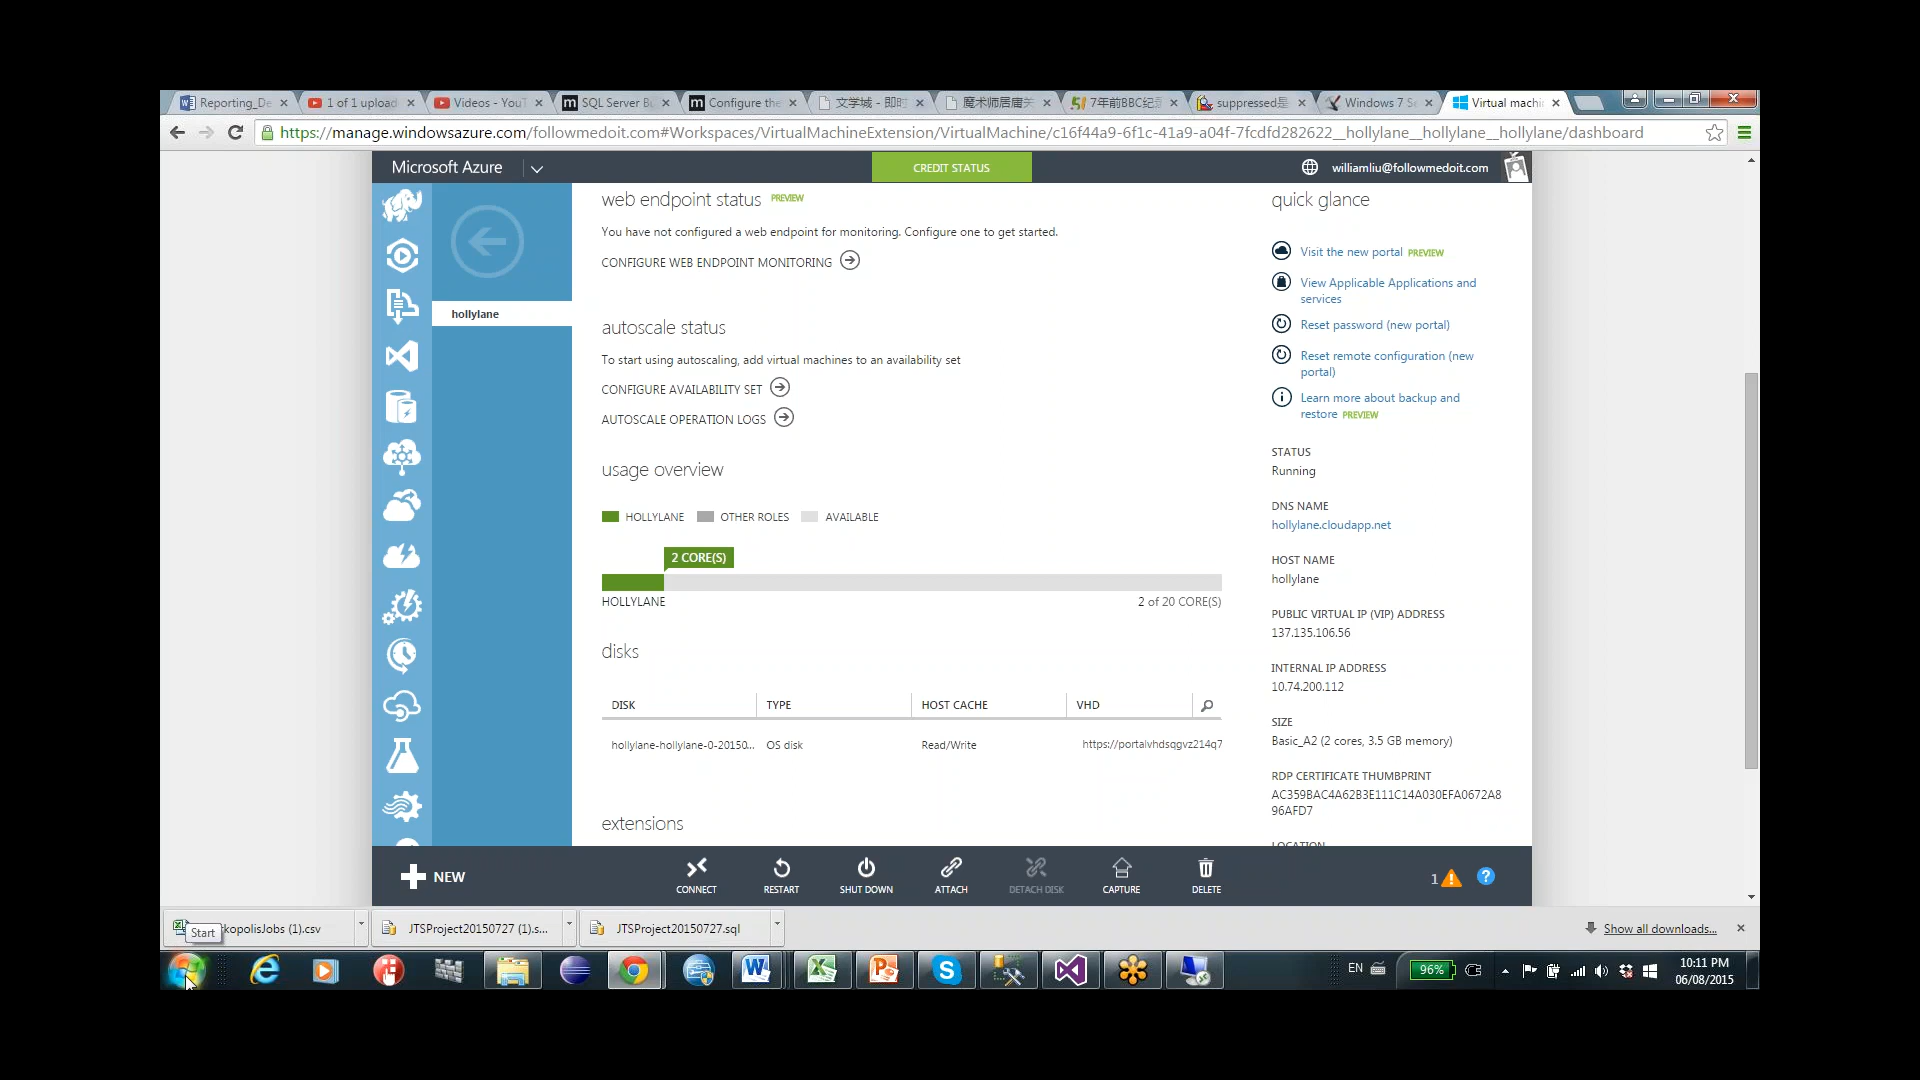 Reporting_De
1 of 1 upload
Videos - YouT
SQL Server Bu
Configure the
文学城 - 即时
魔术师居庸关
7年前BBC纪录
suppressed是
Windows 7 Se
Virtual machin
https://manage.windowsazure.com/followmedoit.com#Workspaces/VirtualMachineExtension/VirtualMachine/c16f44a9-6f1c-41a9-a04f-7fcdfd282622__hollylane__hollylane__hollylane/dashboard
Microsoft Azure
CREDIT STATUS
williamliu@followmedoit.com
hollylane
web endpoint status PREVIEW
You have not configured a web endpoint for monitoring. Configure one to get started.
CONFIGURE WEB ENDPOINT MONITORING
autoscale status
To start using autoscaling, add virtual machines to an availability set
CONFIGURE AVAILABILITY SET
AUTOSCALE OPERATION LOGS
usage overview
HOLLYLANE OTHER ROLES AVAILABLE
2 CORE(S)
HOLLYLANE 2 of 20 CORE(S)
disks
DISK TYPE HOST CACHE VHD
hollylane-hollylane-0-20150... OS disk Read/Write https://portalvhdsqgvz214q7
extensions
quick glance
Visit the new portal PREVIEW
View Applicable Applications and
services
Reset password (new portal)
Reset remote configuration (new
portal)
Learn more about backup and
restore PREVIEW
STATUS
Running
DNS NAME
hollylane.cloudapp.net
HOST NAME
hollylane
PUBLIC VIRTUAL IP (VIP) ADDRESS
137.135.106.56
INTERNAL IP ADDRESS
10.74.200.112
SIZE
Basic_A2 (2 cores, 3.5 GB memory)
RDP CERTIFICATE THUMBPRINT
AC359BAC4A62B3E111C14A030EFA0672A8
96AFD7
LOCATION
NEW
CONNECT
RESTART
SHUT DOWN
ATTACH
DETACH DISK
CAPTURE
DELETE
1
kopolisJobs (1).csv
Start
JTSProject20150727 (1).s...
JTSProject20150727.sql
Show all downloads...
EN
96%
10:11 PM
06/08/2015